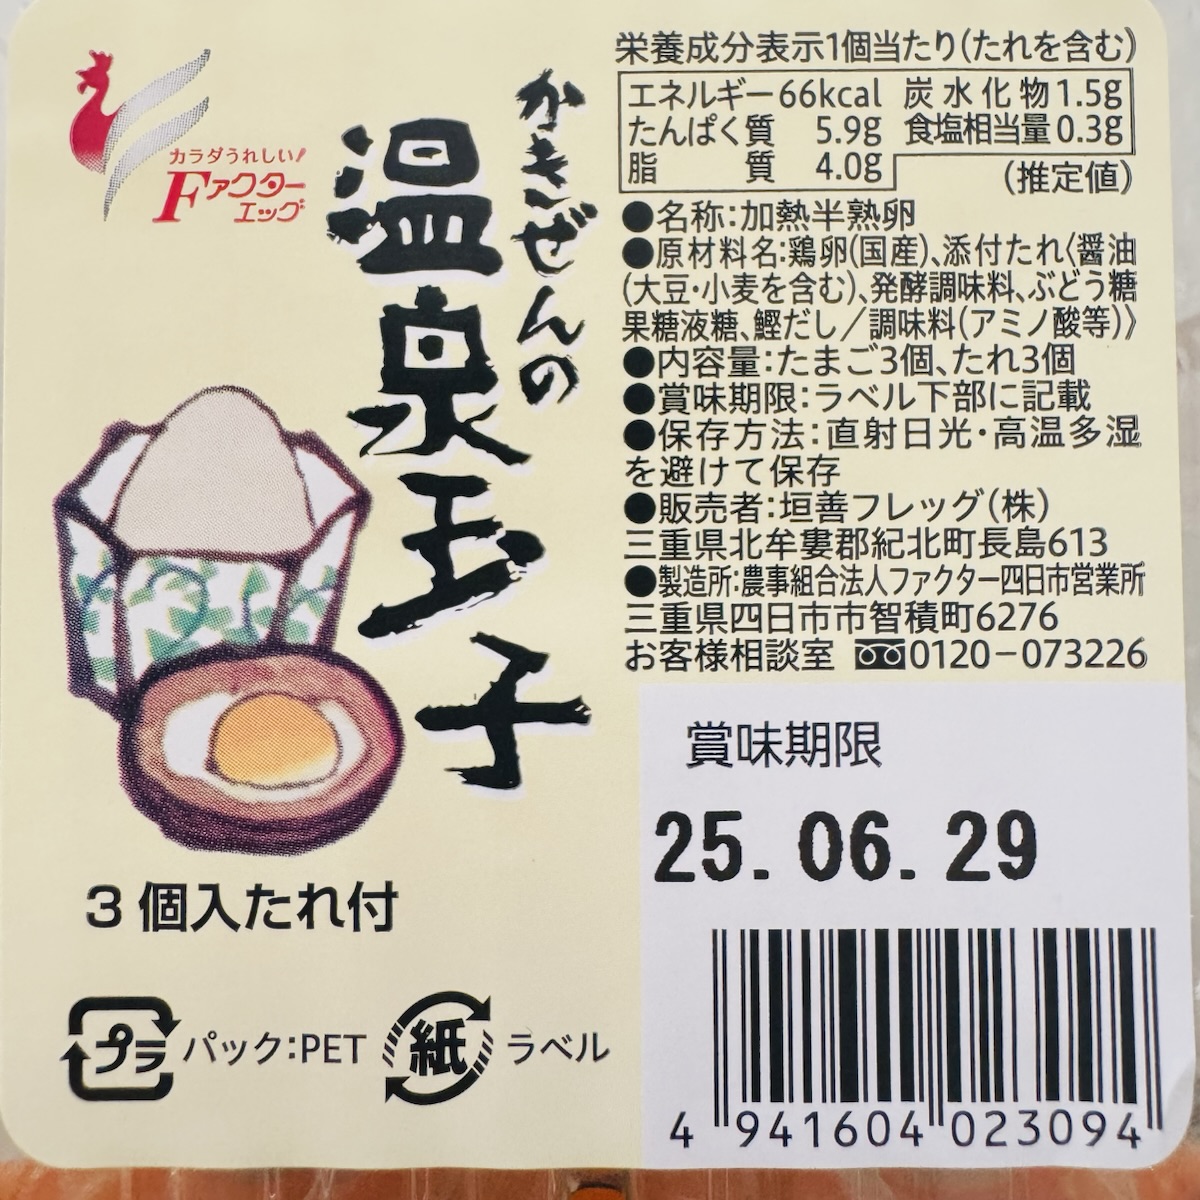 カラダうれしい!
Fァクター
エッグ
かきぜんの
温泉玉子
3個入たれ付
プラ
パック:PET
紙
ラベル
栄養成分表示1個当たり(たれを含む)
エネルギー66kcal 炭水化物1.5g
たんぱく質 5.9g 食塩相当量0.3g
脂質 4.0g
(推定値)
●名称:加熱半熟卵
●原材料名:鶏卵(国産)、添付たれ〈醤油
(大豆・小麦を含む)、発酵調味料、ぶどう糖
果糖液糖、鰹だし/調味料(アミノ酸等)〉
●内容量:たまご3個、たれ3個
●賞味期限:ラベル下部に記載
●保存方法:直射日光・高温多湿
を避けて保存
●販売者:垣善フレッグ(株)
三重県北牟婁郡紀北町長島613
●製造所:農事組合法人ファクター四日市営業所
三重県四日市市智積町6276
お客様相談室 0120-073226
賞味期限
25.06.29
4 941604 023094